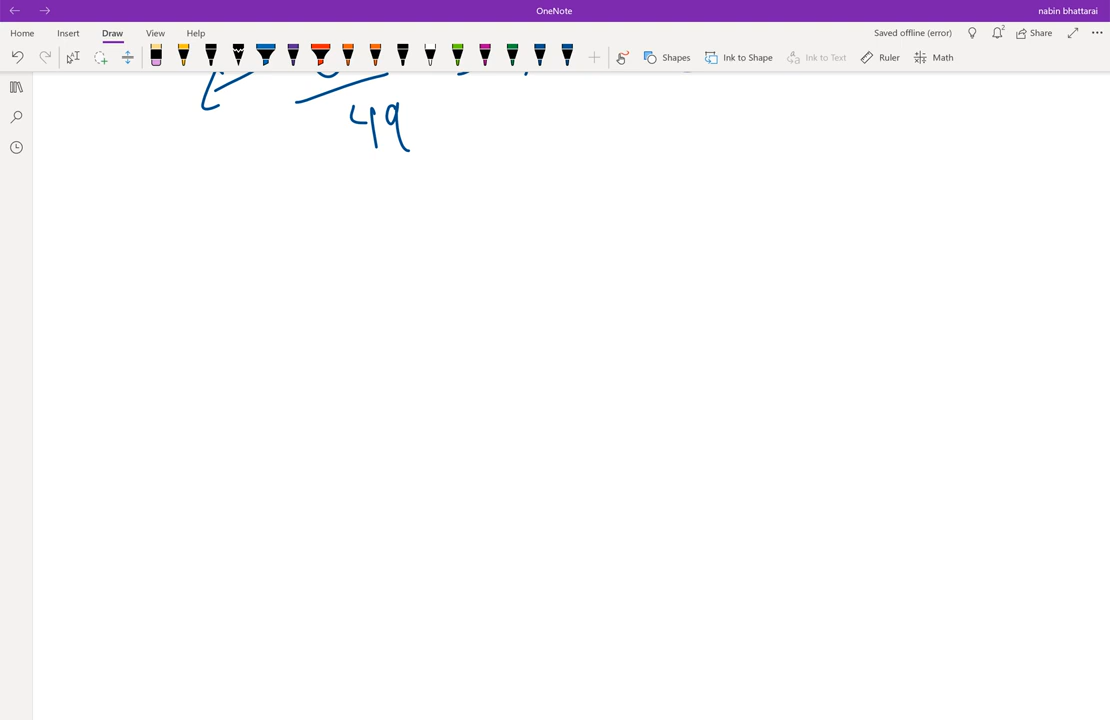 OneNote
nabin bhattarai
Home Insert Draw View Help
Saved offline (error)
2
Share
Shapes
Ink to Shape
Ink to Text
Ruler
Math
49